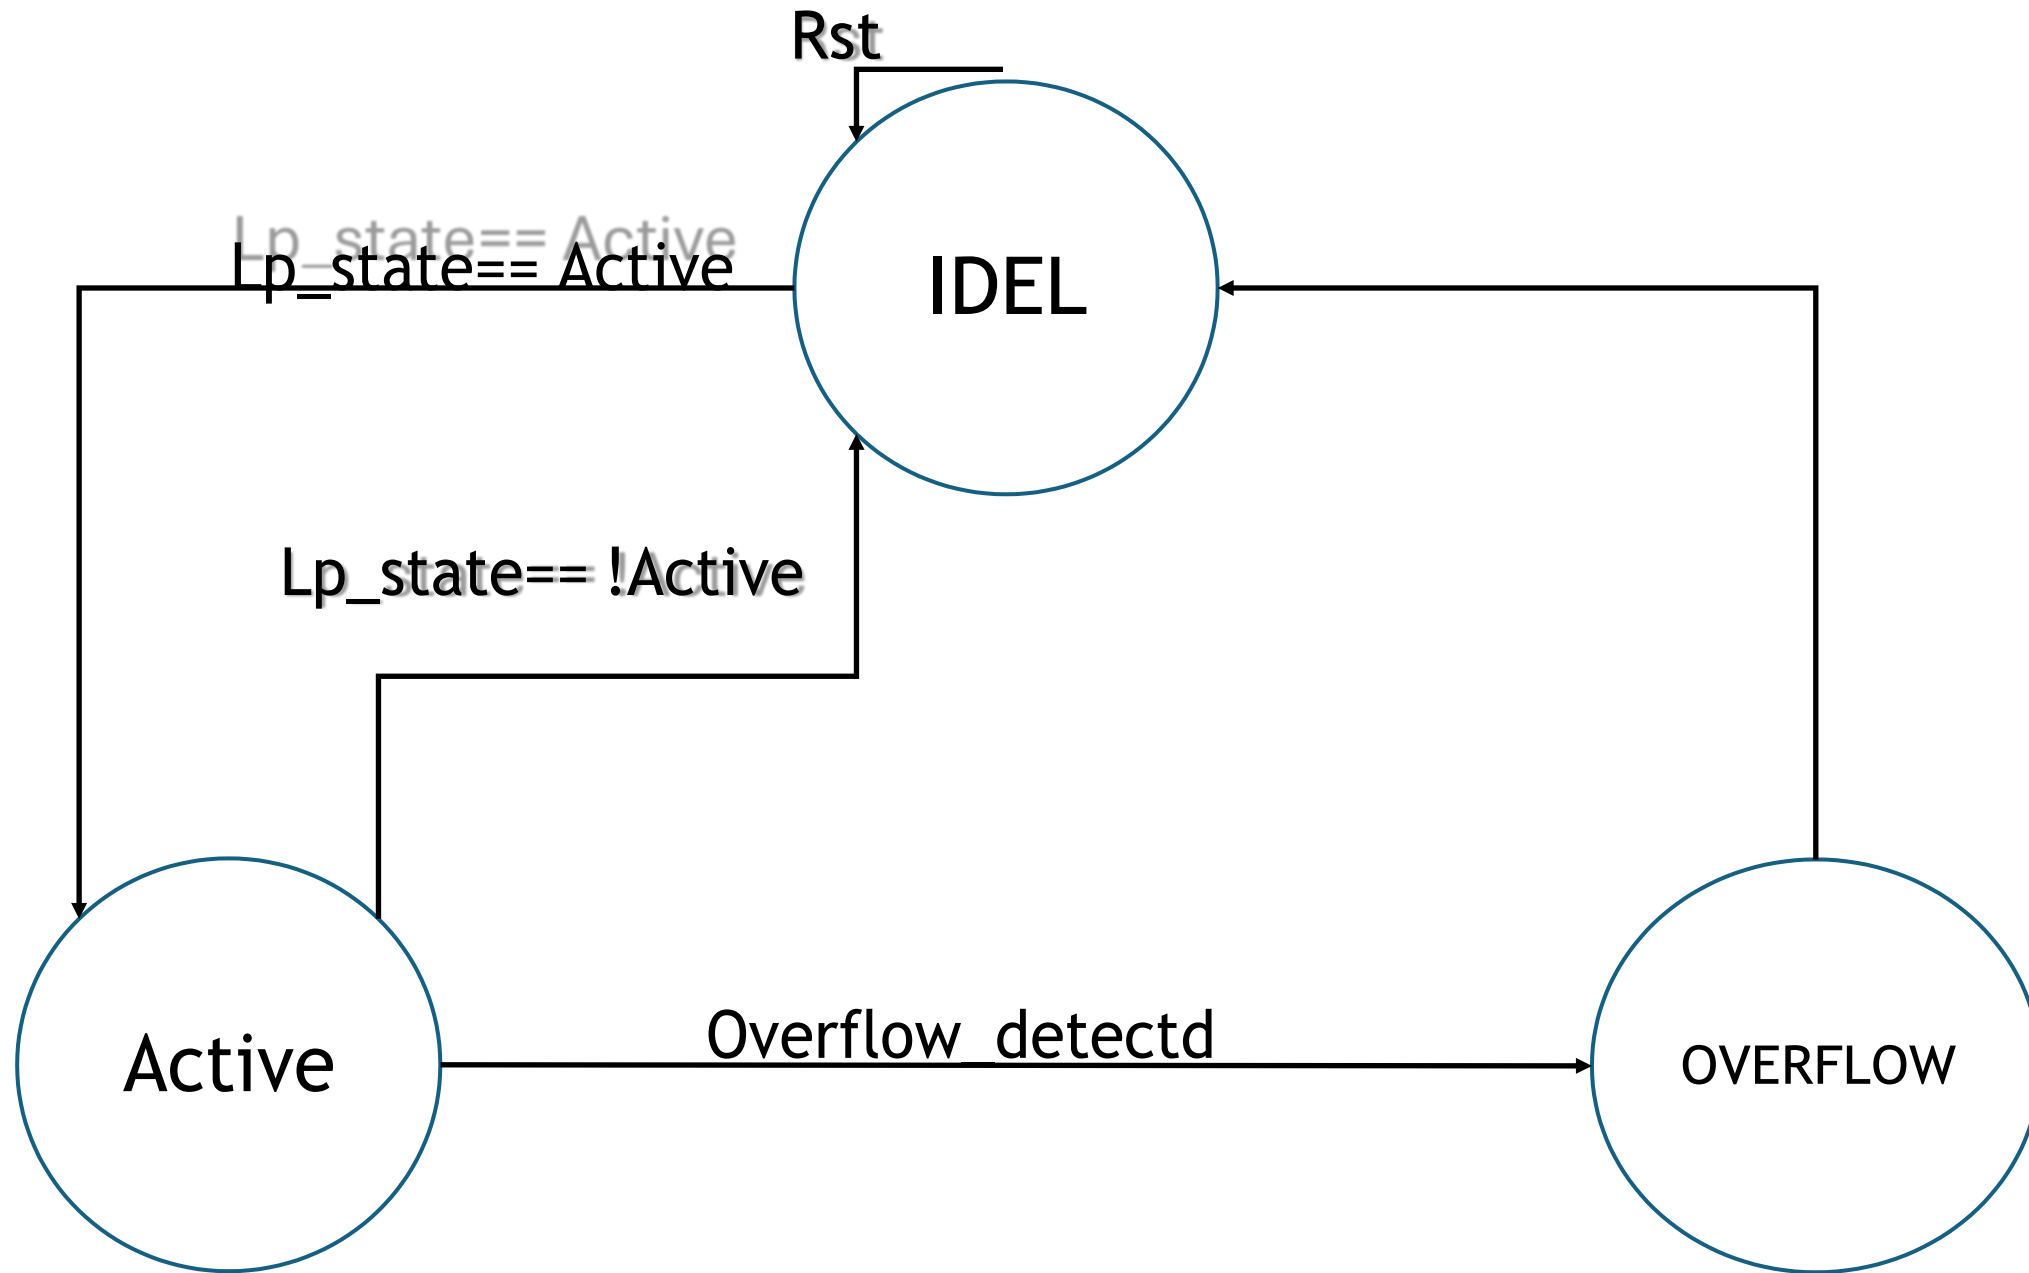 Rst
Lp_state== Active
IDEL
Lp_state== !Active
Overflow_detectd
Active
OVERFLOW